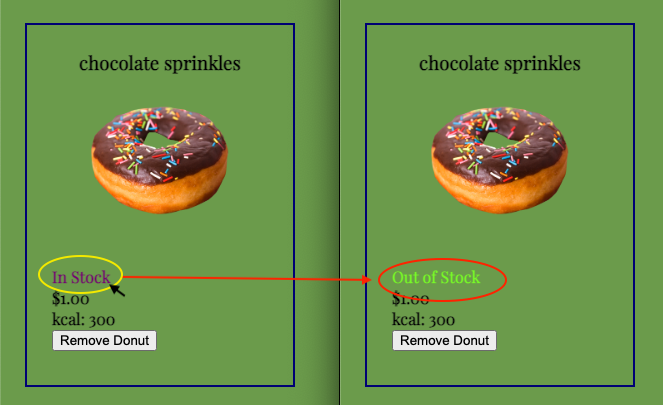 chocolate sprinkles
In Stock
$1.00
kcal: 300
Remove Donut
chocolate sprinkles
Out of Stock
$1.00
kcal: 300
Remove Donut